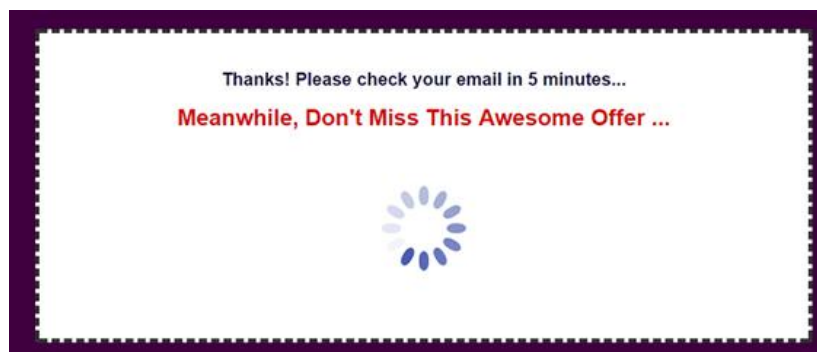 Thanks! Please check your email in 5 minutes...
Meanwhile, Don't Miss This Awesome Offer ...